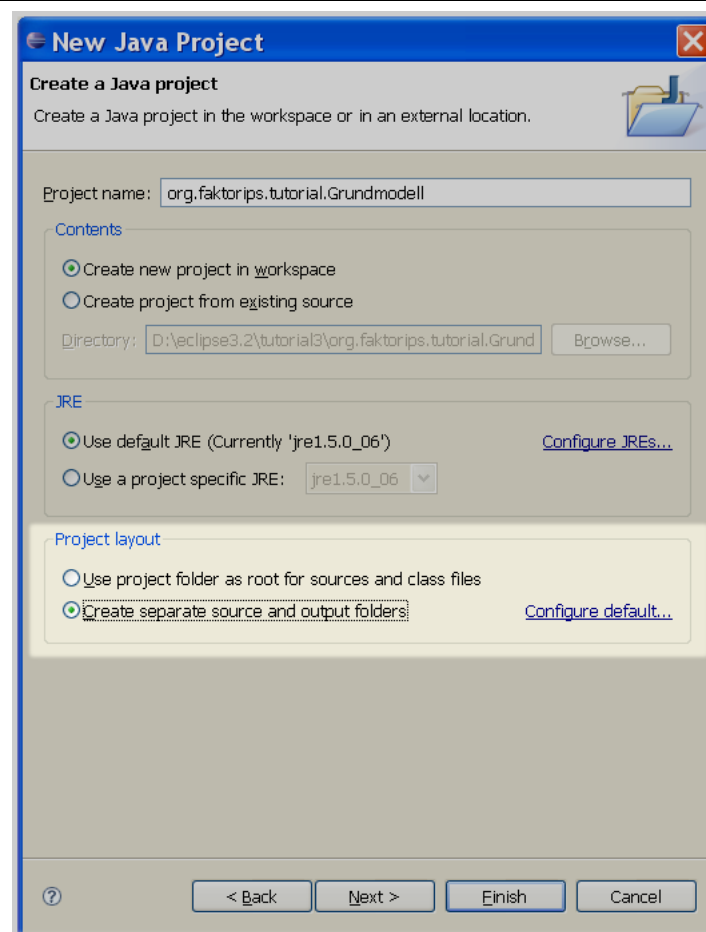 New Java Project
Create a Java project
Create a Java project in the workspace or in an external location.
Project name: org.faktorips.tutorial.Grundmodell
Contents
Create new project in workspace
Create project from existing source
Directory: D:\eclipse3.2\tutorial3\org.faktorips.tutorial.Grund Browse...
JRE
Use default JRE (Currently 'jre1.5.0_06') Configure JREs...
Use a project specific JRE: jre1.5.0_06
Project layout
Use project folder as root for sources and class files
Create separate source and output folders Configure default...
? < Back Next > Finish Cancel